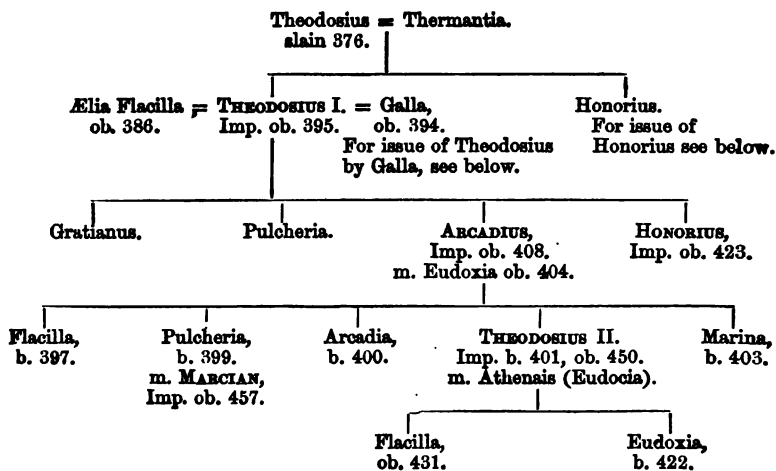 Theodosius = Thermantia.
slain 376.
Ælia Flacilla = THEODOSIUS I. = Galla,
ob. 386.
Imp. ob. 395.
ob. 394.
For issue of Theodosius
by Galla, see below.
Honorius.
For issue of
Honorius see below.
Gratianus.
Pulcheria.
ARCADIUS,
Imp. ob. 408.
m. Eudoxia ob. 404.
HONORIUS,
Imp. ob. 423.
Flacilla,
b. 397.
Pulcheria,
b. 399.
m. MARCIAN,
Imp. ob. 457.
Arcadia,
b. 400.
THEODOSIUS II.
Imp. b. 401, ob. 450.
m. Athenais (Eudocia).
Marina,
b. 403.
Flacilla,
ob. 431.
Eudoxia,
b. 422.